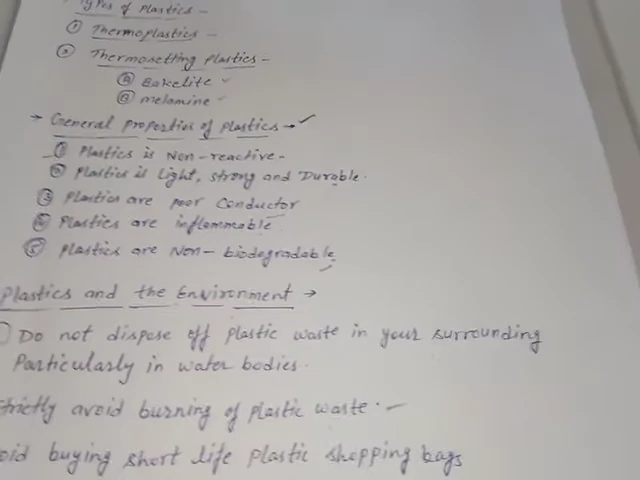 Types of Plastics -
① Thermoplastics -
② Thermosetting Plastics -
ⓐ Bakelite
ⓑ melamine
→ General properties of plastics →
① Plastics is Non-reactive.
② Plastics is Light, strong and Durable.
③ Plastics are poor Conductor
④ Plastics are inflammable
⑤ Plastics are Non-biodegradable
Plastics and the Environment →
Do not dispose off plastic waste in your surrounding
Particularly in water bodies.
Strictly avoid burning of plastic waste.
oid buying short life plastic shopping bags